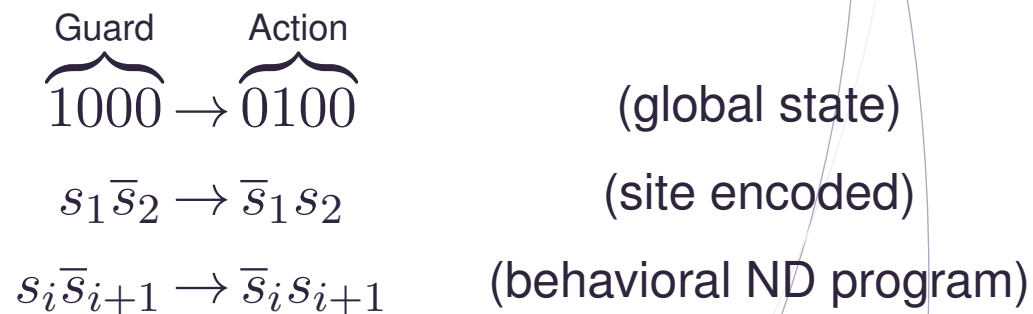 Guard Action
1000 → 0100 (global state)
s₁s̅₂ → s̅₁s₂ (site encoded)
sᵢs̅ᵢ₊₁ → s̅ᵢsᵢ₊₁ (behavioral ND program)